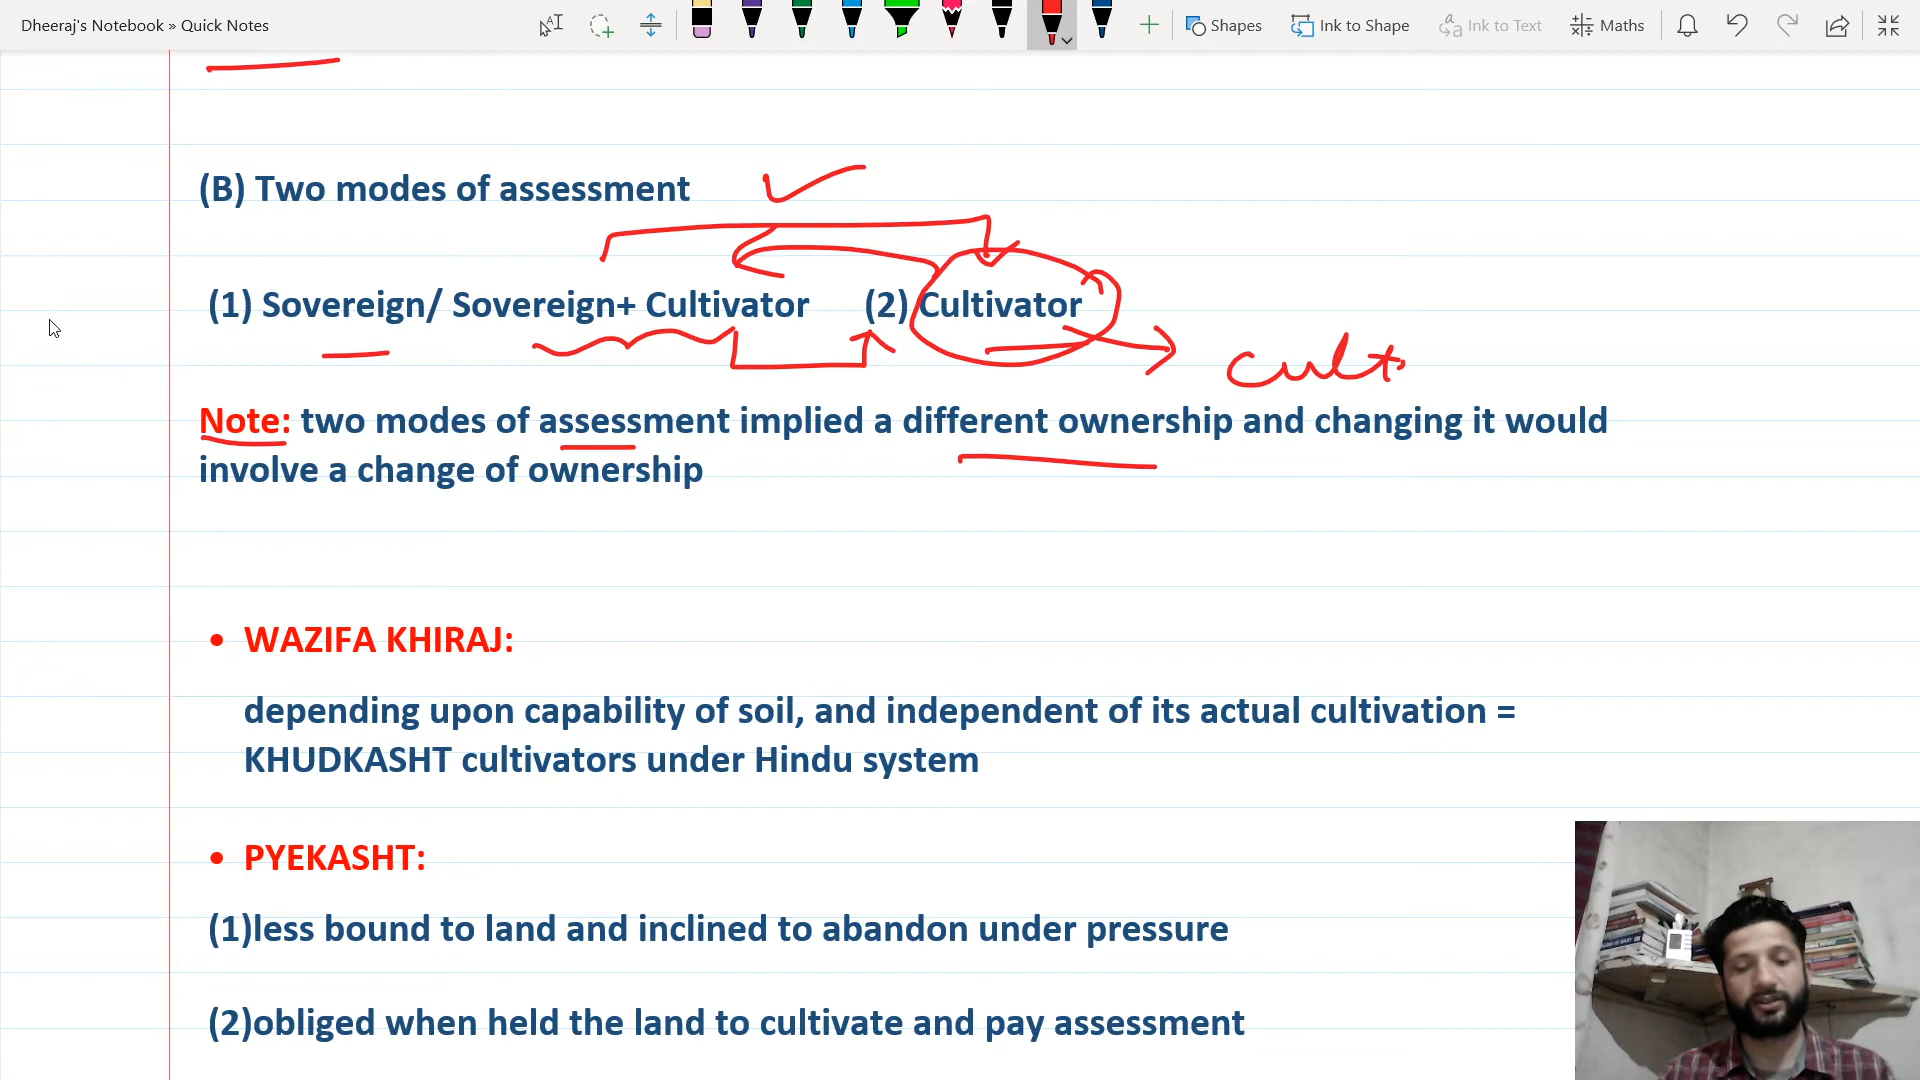 Dheeraj's Notebook » Quick Notes
Shapes
Ink to Shape
Ink to Text
Maths
(B) Two modes of assessment
(1) Sovereign/ Sovereign+ Cultivator (2) Cultivator
cult
Note: two modes of assessment implied a different ownership and changing it would
involve a change of ownership
• WAZIFA KHIRAJ:
depending upon capability of soil, and independent of its actual cultivation =
KHUDKASHT cultivators under Hindu system
• PYEKASHT:
(1)less bound to land and inclined to abandon under pressure
(2)obliged when held the land to cultivate and pay assessment